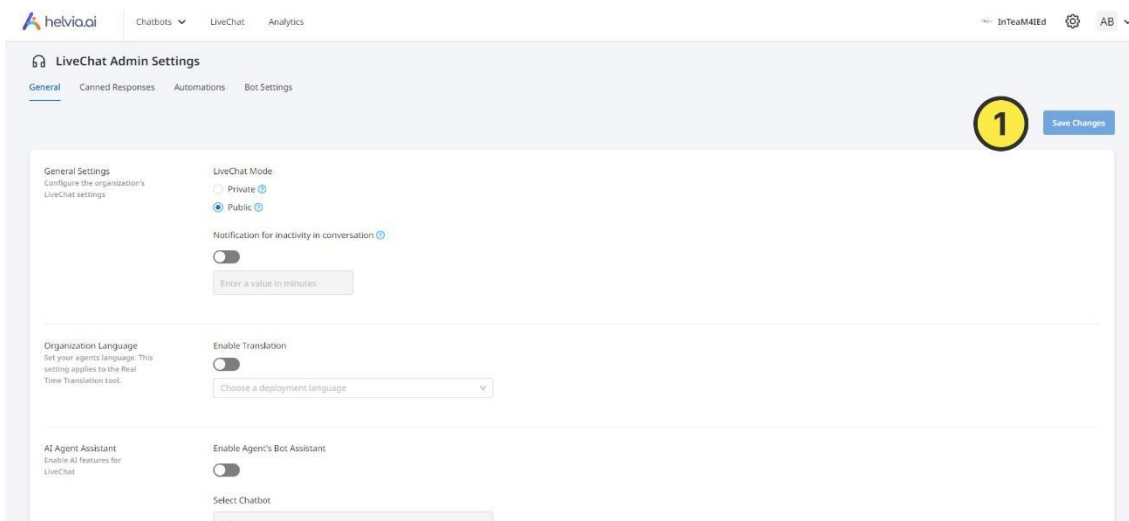 helvia.ai
Chatbots
LiveChat
Analytics
InTeaM4IEd
AB
LiveChat Admin Settings
General
Canned Responses
Automations
Bot Settings
1
Save Changes
General Settings
Configure the organization's
LiveChat settings
LiveChat Mode
Private
Public
Notification for inactivity in conversation
Enter a value in minutes
Organization Language
Set your agents language. This
setting applies to the Real
Time Translation tool.
Enable Translation
Choose a deployment language
AI Agent Assistant
Enable AI features for
LiveChat
Enable Agent's Bot Assistant
Select Chatbot